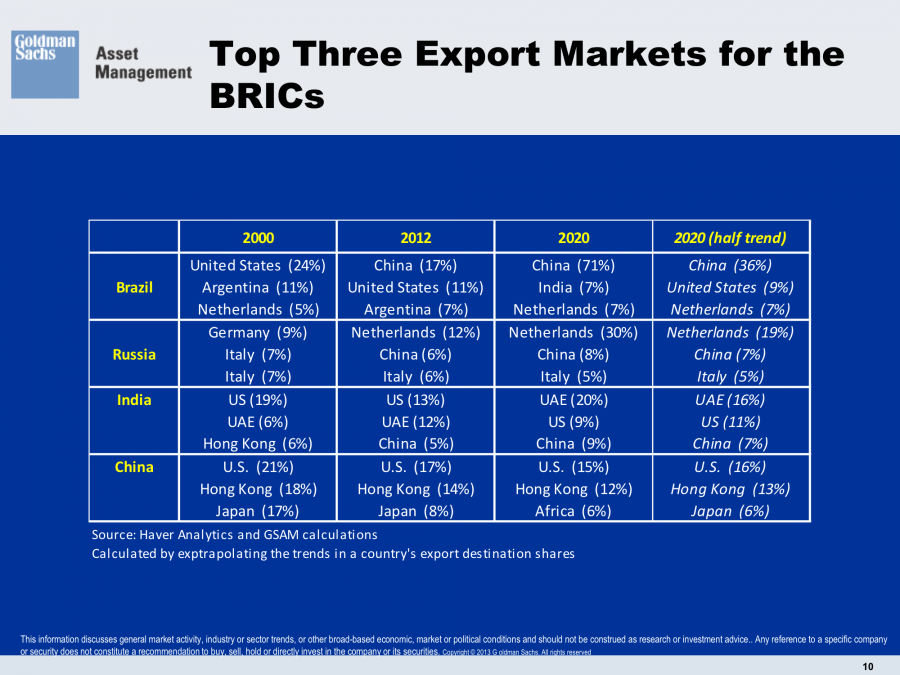 Goldman
Sachs
Asset
Management
Top Three Export Markets for the
BRICs
2000 2012 2020 2020 (half trend)
United States (24%) China (17%) China (71%) China (36%)
Brazil Argentina (11%) United States (11%) India (7%) United States (9%)
Netherlands (5%) Argentina (7%) Netherlands (7%) Netherlands (7%)
Germany (9%) Netherlands (12%) Netherlands (30%) Netherlands (19%)
Russia Italy (7%) China (6%) China (8%) China (7%)
Italy (7%) Italy (6%) Italy (5%) Italy (5%)
India US (19%) US (13%) UAE (20%) UAE (16%)
UAE (6%) UAE (12%) US (9%) US (11%)
Hong Kong (6%) China (5%) China (9%) China (7%)
China U.S. (21%) U.S. (17%) U.S. (15%) U.S. (16%)
Hong Kong (18%) Hong Kong (14%) Hong Kong (12%) Hong Kong (13%)
Japan (17%) Japan (8%) Africa (6%) Japan (6%)
Source: Haver Analytics and GSAM calculations
Calculated by exptrapolating the trends in a country's export destination shares
This information discusses general market activity, industry or sector trends, or other broad-based economic, market or political conditions and should not be construed as research or investment advice.. Any reference to a specific company
or security does not constitute a recommendation to buy, sell, hold or directly invest in the company or its securities. Copyright © 2013 G oldman Sachs. All rights reserved
10